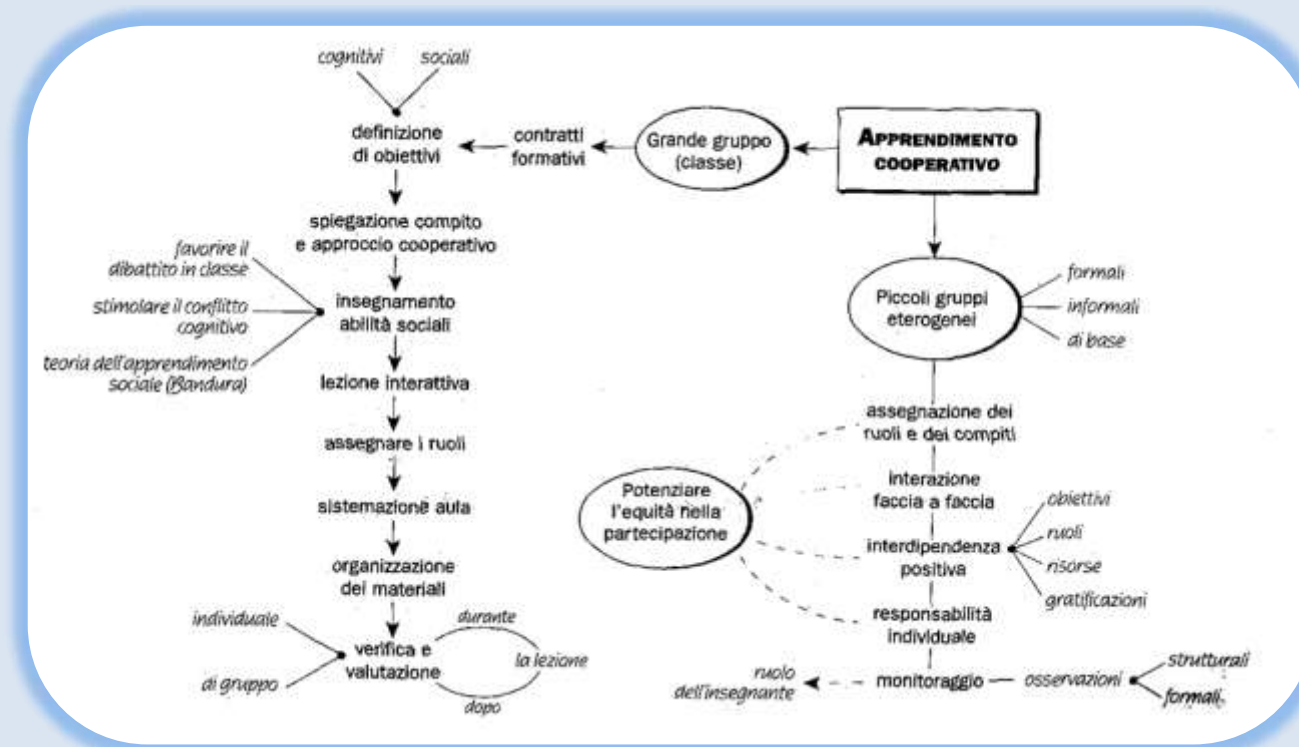 cognitivi
sociali
definizione
di obiettivi
contratti
formativi
Grande gruppo
(classe)
APPRENDIMENTO
COOPERATIVO
spiegazione compito
e approccio cooperativo
favorire il
dibattito in classe
stimolare il conflitto
cognitivo
teoria dell'apprendimento
sociale (Bandura)
insegnamento
abilità sociali
lezione interattiva
assegnare i ruoli
sistemazione aula
organizzazione
dei materiali
individuale
di gruppo
verifica e
valutazione
durante
la lezione
dopo
Piccoli gruppi
eterogenei
formali
informali
di base
assegnazione dei
ruoli e dei compiti
interazione
faccia a faccia
Potenziare
l'equità nella
partecipazione
interdipendenza
positiva
obiettivi
ruoli
risorse
gratificazioni
responsabilità
individuale
ruolo
dell'insegnante
monitoraggio
osservazioni
strutturali
formali